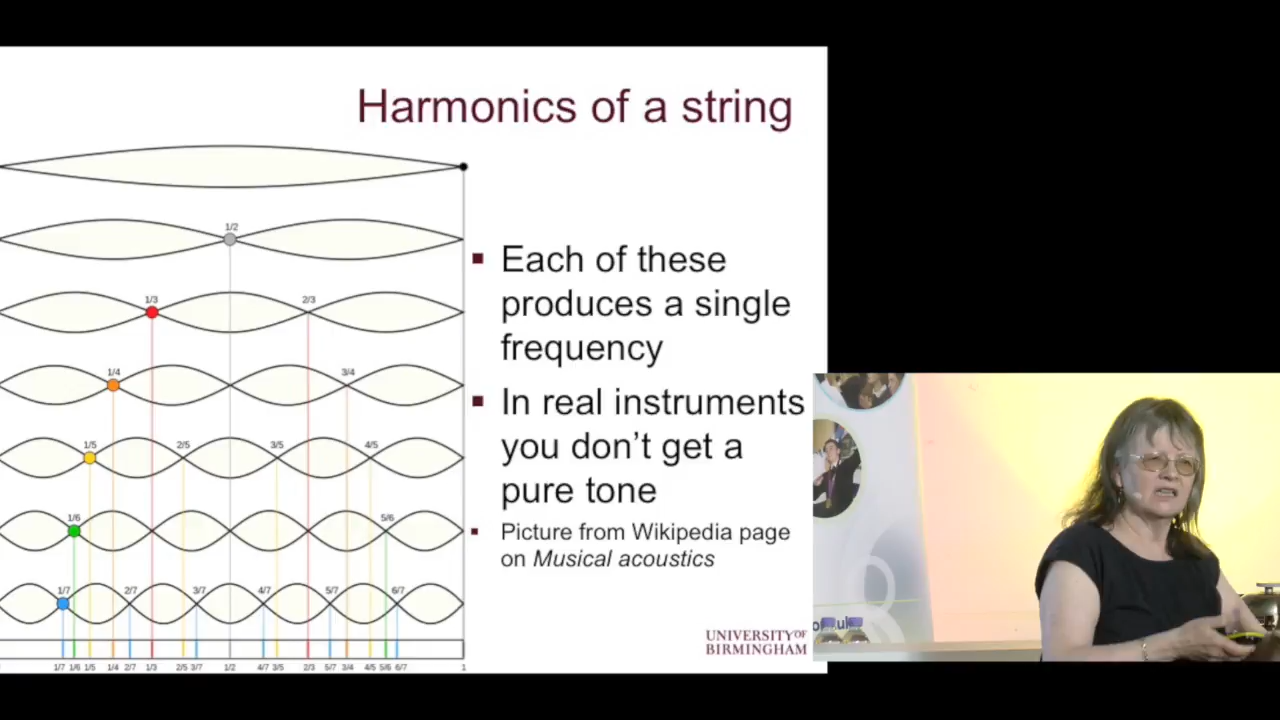 Harmonics of a string
1/2
1/3 2/3
1/4 3/4
1/5 2/5 3/5 4/5
1/6 5/6
1/7 2/7 3/7 4/7 5/7 6/7
1/7 1/6 1/5 1/4 2/7 1/3 2/5 3/7 1/2 4/7 3/5 2/3 5/7 3/4 4/5 5/6 6/7 1
▪ Each of these
produces a single
frequency
▪ In real instruments
you don’t get a
pure tone
▪ Picture from Wikipedia page
on Musical acoustics
UNIVERSITYOF
BIRMINGHAM